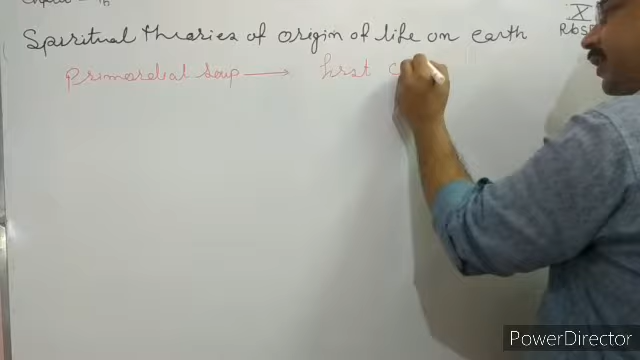 X
Spiritual theories of origin of life on earth
Primordial soup → first
PowerDirector